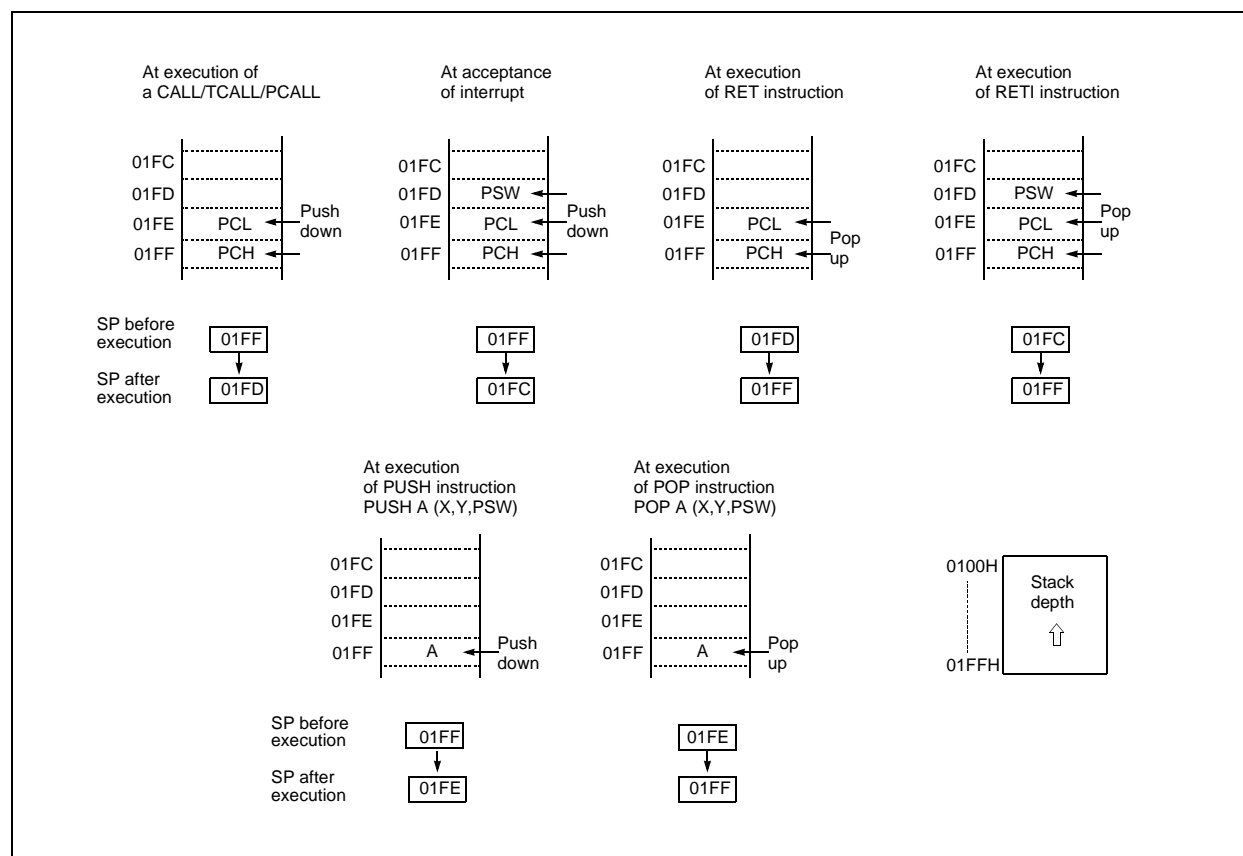 At execution of
a CALL/TCALL/PCALL
01FC
01FD
01FE PCL Push
down
01FF PCH
SP before
execution 01FF
SP after
execution 01FD
At acceptance
of interrupt
01FC
01FD PSW
01FE PCL Push
down
01FF PCH
01FF
01FC
At execution
of RET instruction
01FC
01FD
01FE PCL
Pop
up
01FF PCH
01FD
01FF
At execution
of RETI instruction
01FC
01FD PSW
01FE PCL Pop
up
01FF PCH
01FC
01FF
At execution
of PUSH instruction
PUSH A (X,Y,PSW)
01FC
01FD
01FE
01FF A Push
down
SP before
execution 01FF
SP after
execution 01FE
At execution
of POP instruction
POP A (X,Y,PSW)
01FC
01FD
01FE
01FF A Pop
up
01FE
01FF
0100H
Stack
depth
01FFH